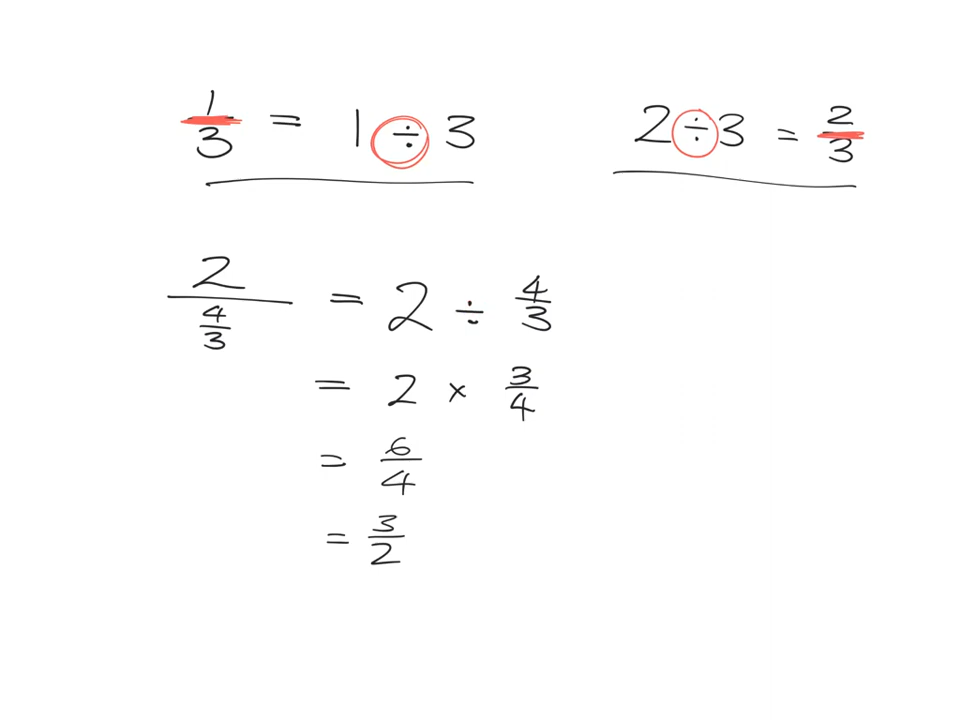 1/3 = 1 ÷ 3
2 ÷ 3 = 2/3
2/(4/3) = 2 ÷ 4/3
= 2 × 3/4
= 6/4
= 3/2